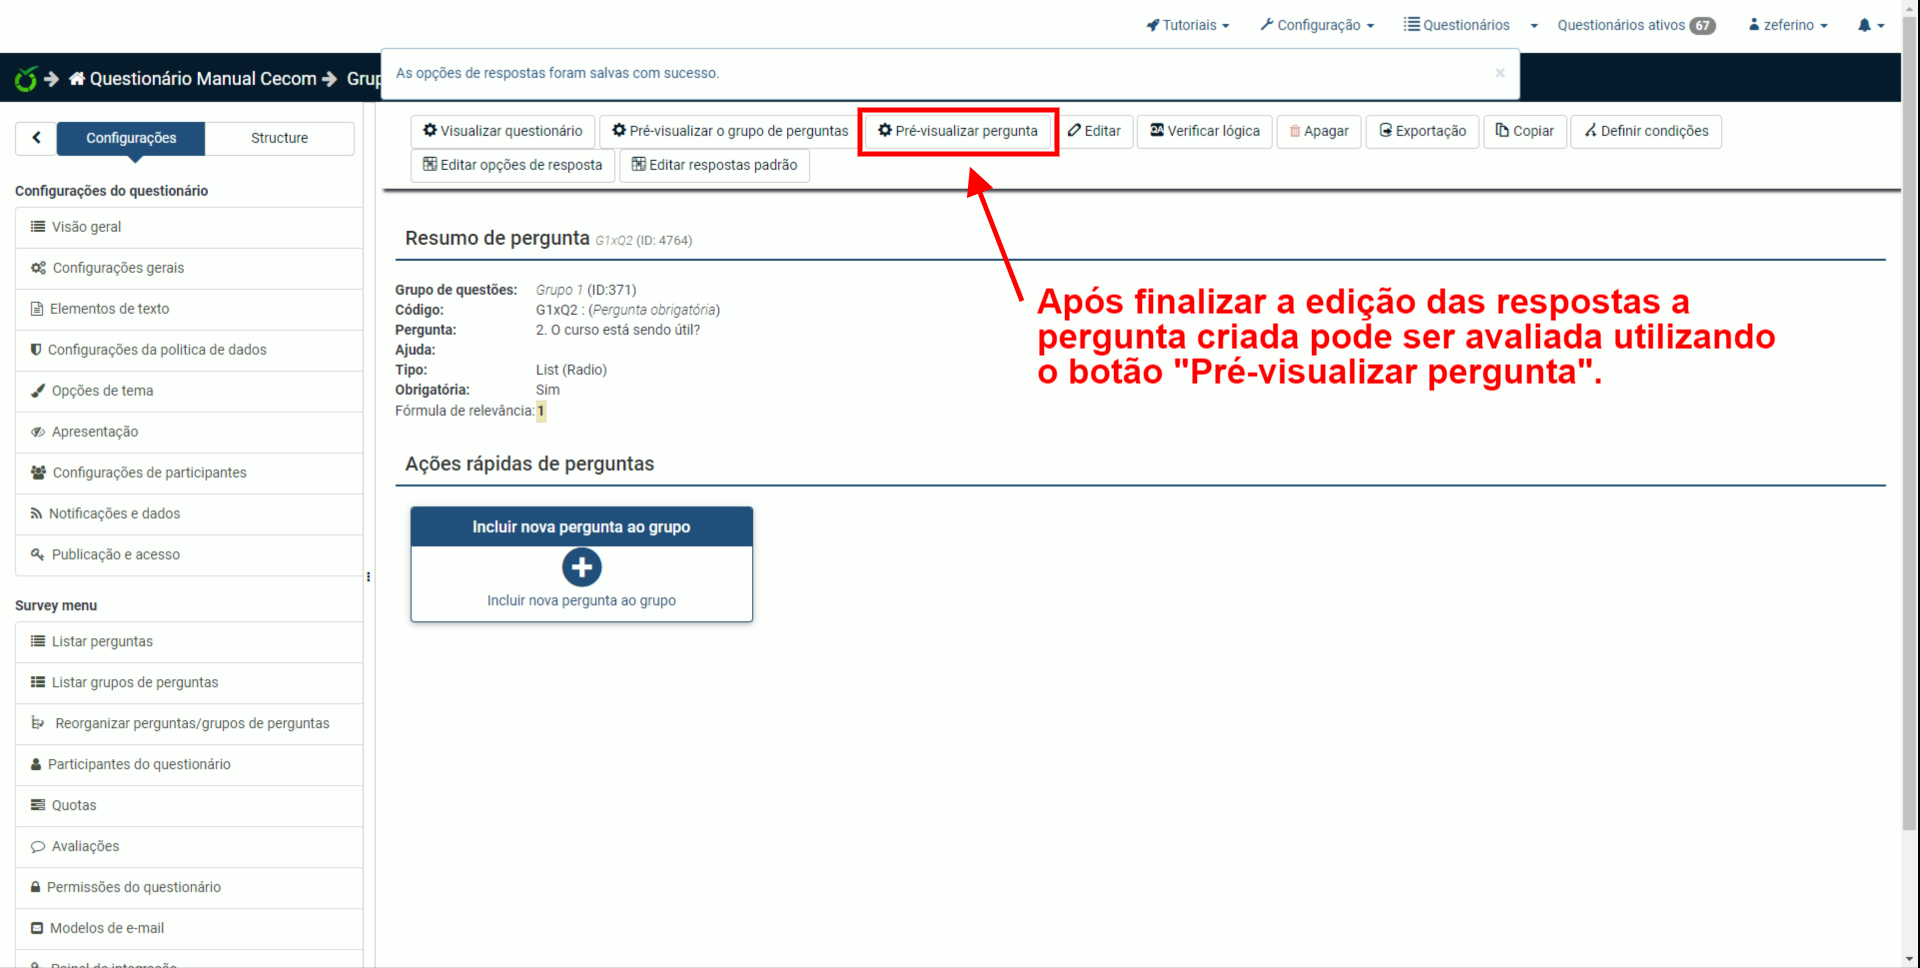 Tutoriais
Configuração
Questionários
Questionários ativos 67
zeferino
Questionário Manual Cecom
Grup
As opções de respostas foram salvas com sucesso.
×
Configurações
Structure
Visualizar questionário
Pré-visualizar o grupo de perguntas
Pré-visualizar pergunta
Editar
Verificar lógica
Apagar
Exportação
Copiar
Definir condições
Editar opções de resposta
Editar respostas padrão
Configurações do questionário
Visão geral
Configurações gerais
Elementos de texto
Configurações da politica de dados
Opções de tema
Apresentação
Configurações de participantes
Notificações e dados
Publicação e acesso
Survey menu
Listar perguntas
Listar grupos de perguntas
Reorganizar perguntas/grupos de perguntas
Participantes do questionário
Quotas
Avaliações
Permissões do questionário
Modelos de e-mail
Painel de integração
Resumo de pergunta G1xQ2 (ID: 4764)
Grupo de questões: Grupo 1 (ID:371)
Código: G1xQ2 : (Pergunta obrigatória)
Pergunta: 2. O curso está sendo útil?
Ajuda:
Tipo: List (Radio)
Obrigatória: Sim
Fórmula de relevância: 1
Após finalizar a edição das respostas a
pergunta criada pode ser avaliada utilizando
o botão "Pré-visualizar pergunta".
Ações rápidas de perguntas
Incluir nova pergunta ao grupo
Incluir nova pergunta ao grupo